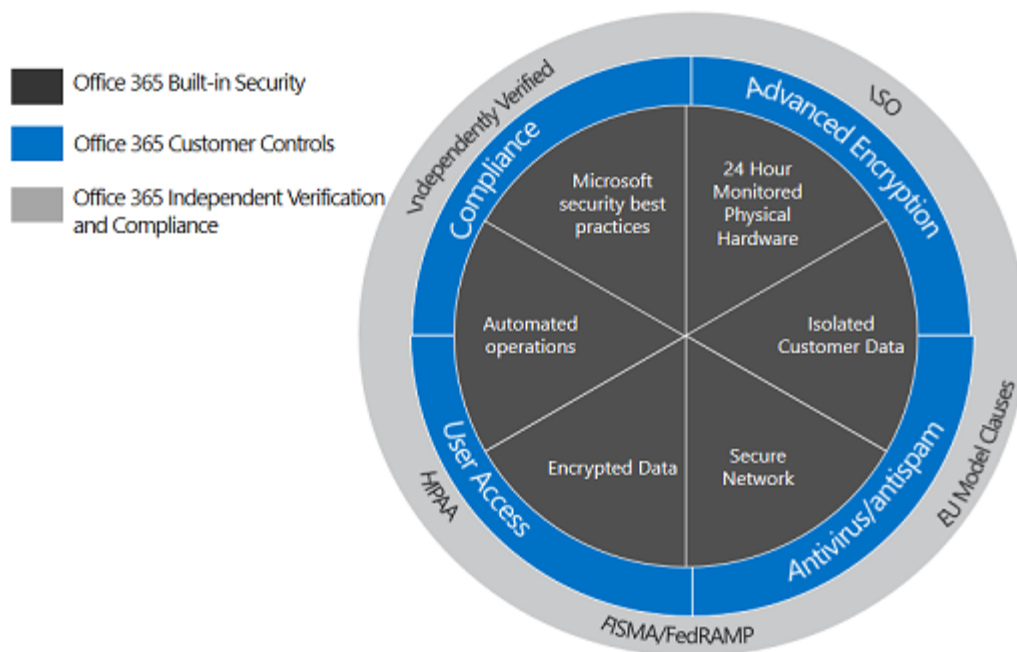 Office 365 Built-in Security
Office 365 Customer Controls
Office 365 Independent Verification
and Compliance
Independently Verified
ISO
EU Model Clauses
FISMA/FedRAMP
HIPAA
Compliance
Advanced Encryption
Antivirus/antispam
User Access
Microsoft
security best
practices
24 Hour
Monitored
Physical
Hardware
Isolated
Customer Data
Secure
Network
Encrypted Data
Automated
operations